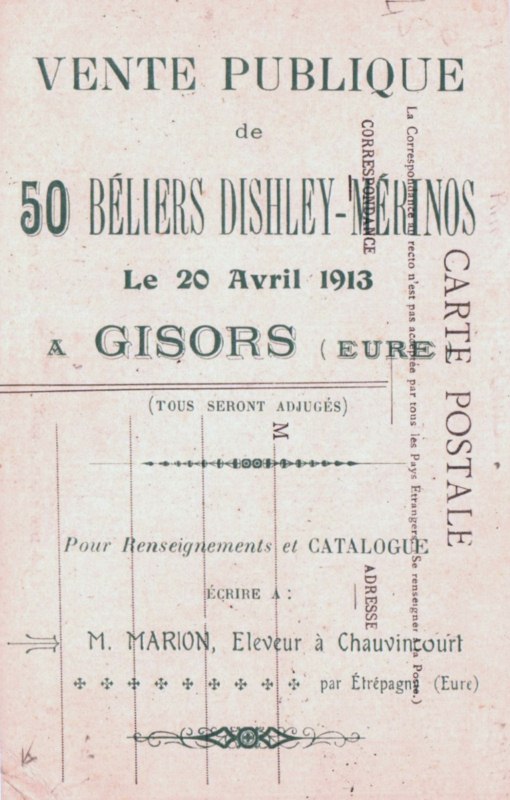 VENTE PUBLIQUE
de
50 BÉLIERS DISHLEY-MÉRINOS
Le 20 Avril 1913
A GISORS (EURE)
(TOUS SERONT ADJUGÉS)
Pour Renseignements et CATALOGUE
ÉCRIRE A :
M. MARION, Eleveur à Chauvincourt
par Étrépagny (Eure)
CARTE POSTALE
La Correspondance au recto n'est pas acceptée par tous les Pays Étrangers (Se renseigner à la Poste.)
CORRESPONDANCE
ADRESSE
M